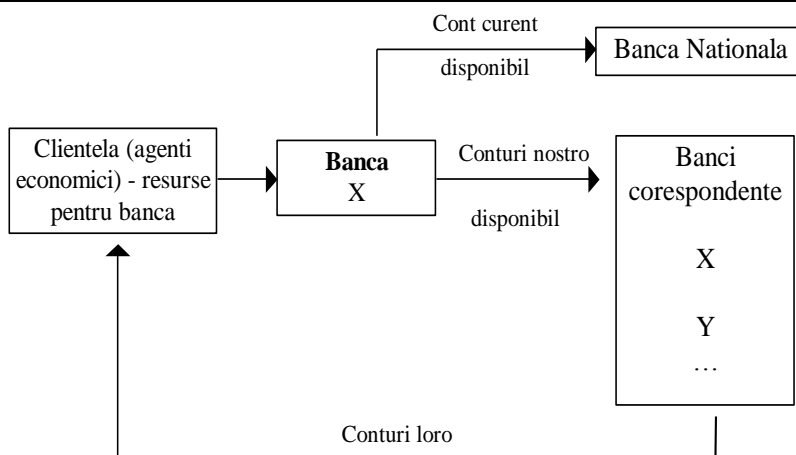 Cont curent
disponibil
Banca Nationala
Clientela (agenti
economici) - resurse
pentru banca
Banca
X
Conturi nostro
disponibil
Banci
corespondente
X
Y
…
Conturi loro